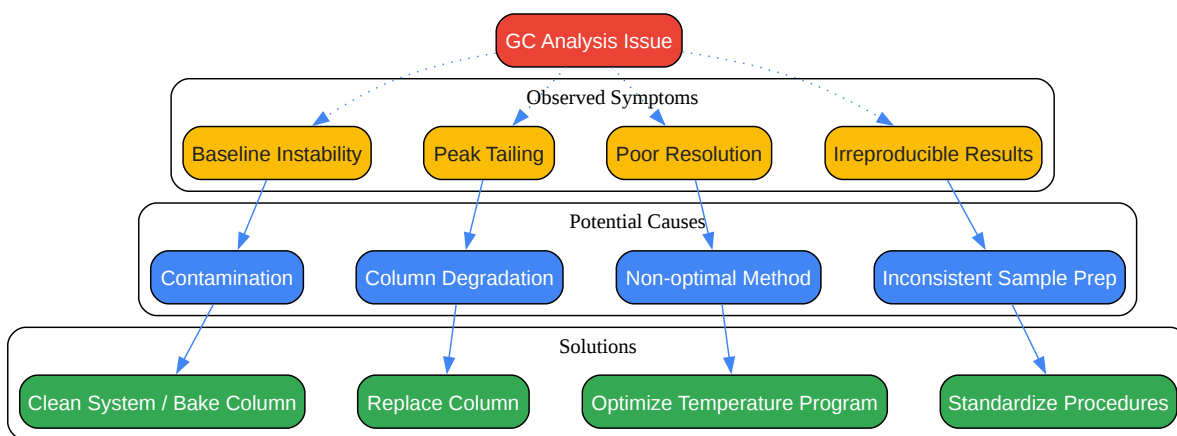 GC Analysis Issue
Observed Symptoms
Baseline Instability
Peak Tailing
Poor Resolution
Irreproducible Results
Potential Causes
Contamination
Column Degradation
Non-optimal Method
Inconsistent Sample Prep
Solutions
Clean System / Bake Column
Replace Column
Optimize Temperature Program
Standardize Procedures